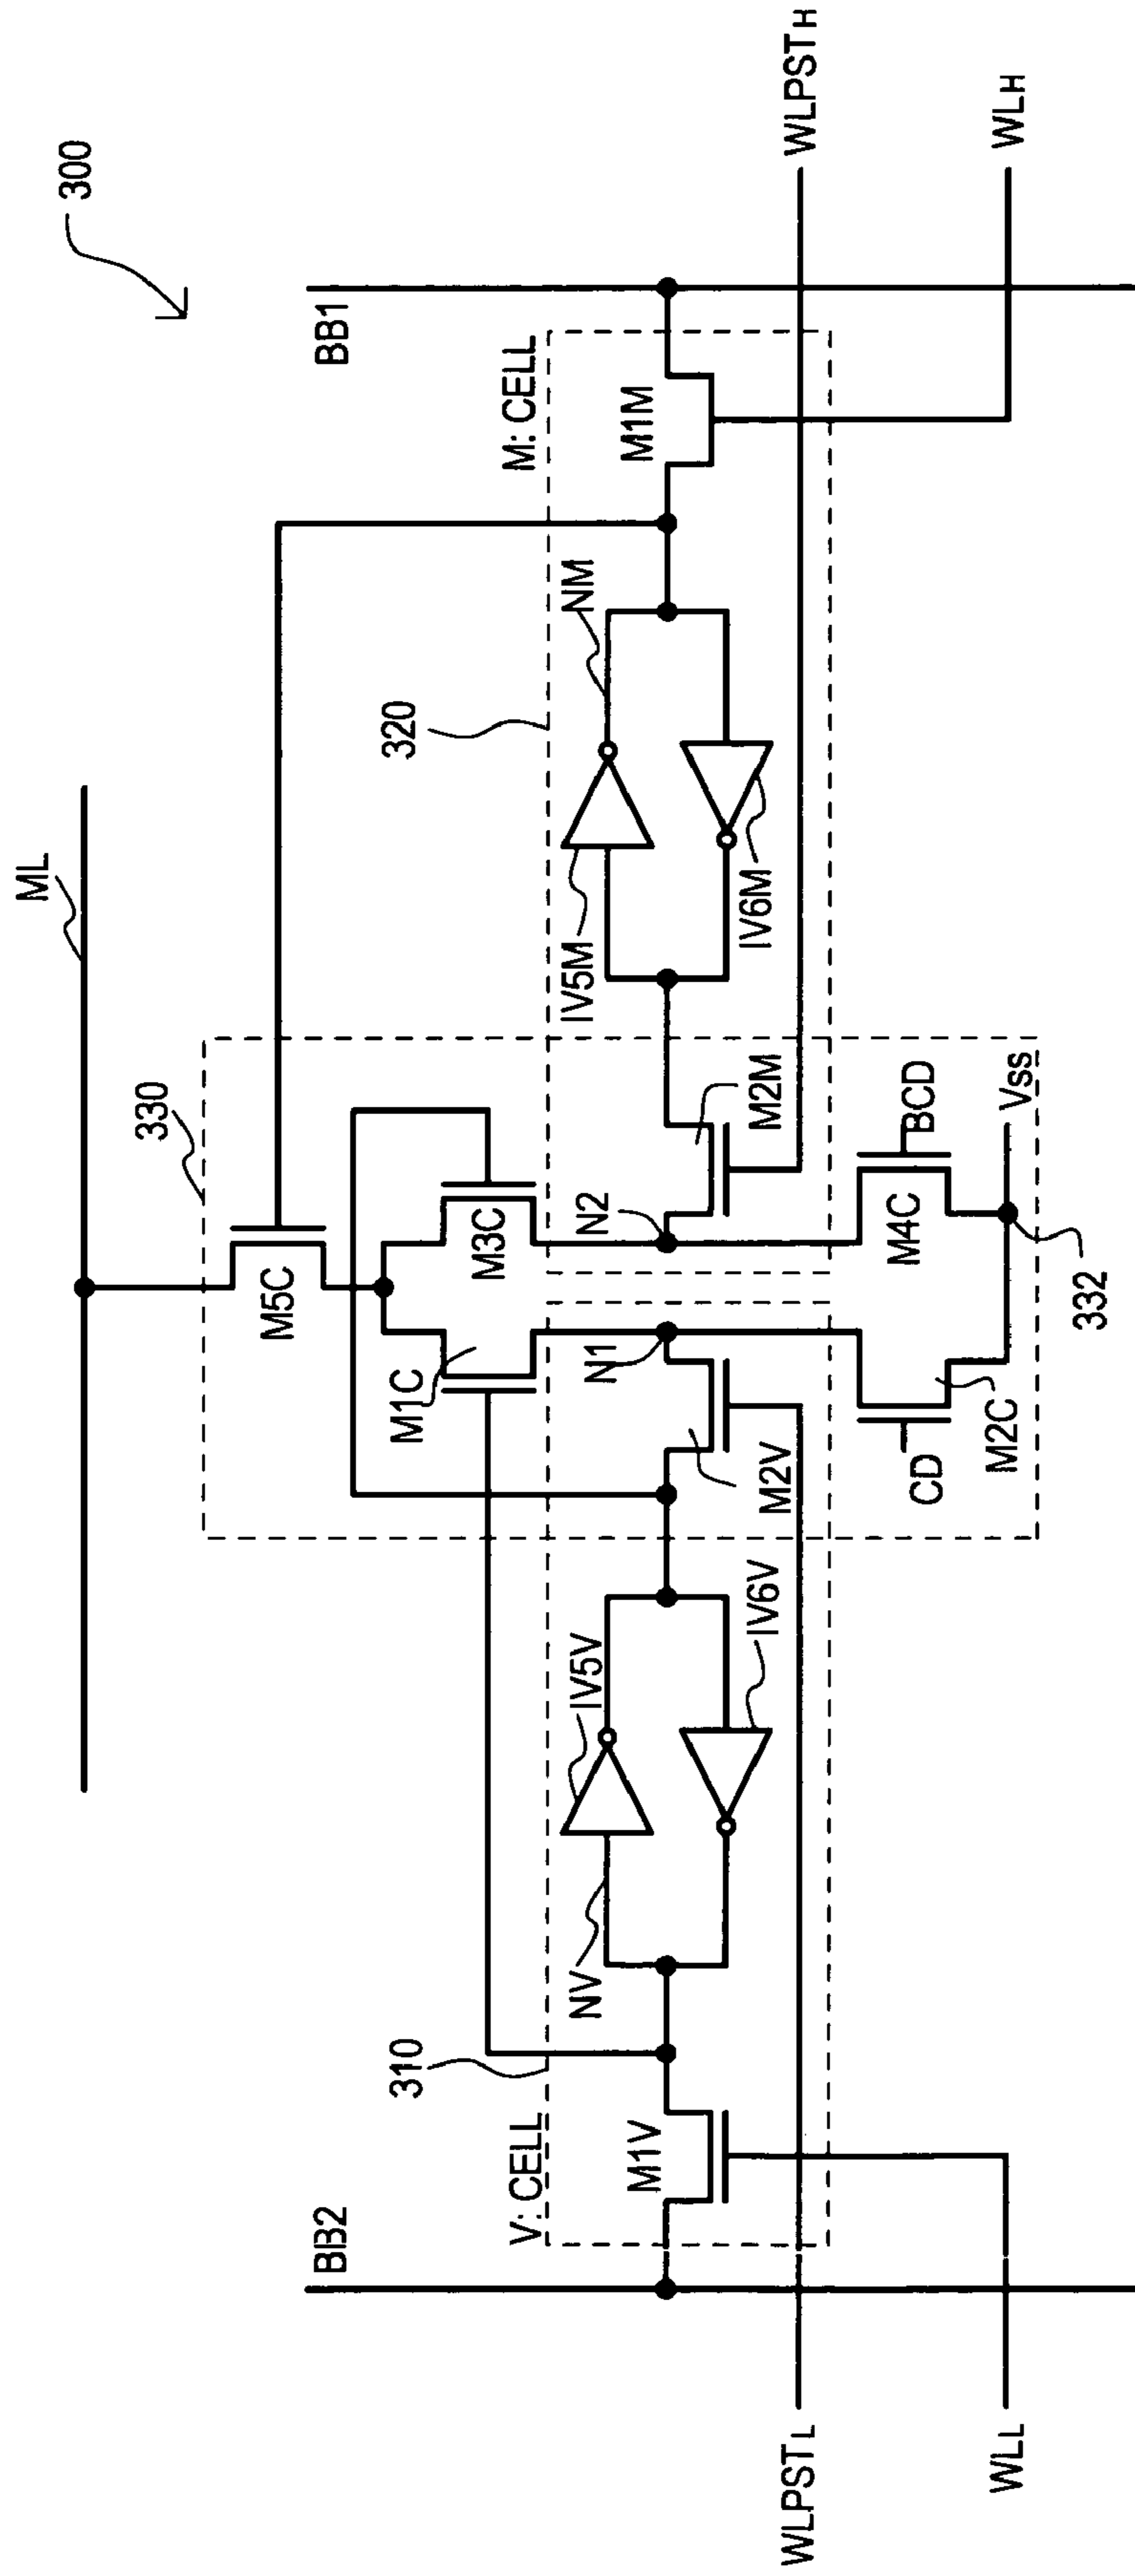 300
ML
330
BB2
BB1
M5C
310
320
M1C
M3C
V: CELL
M: CELL
NV
IV5V
N1
N2
IV5M
NM
M1V
M1M
IV6V
M2V
M2M
IV6M
WLPSTL
WLPSTH
CD
BCD
M2C
M4C
VSS
WLL
WLH
332